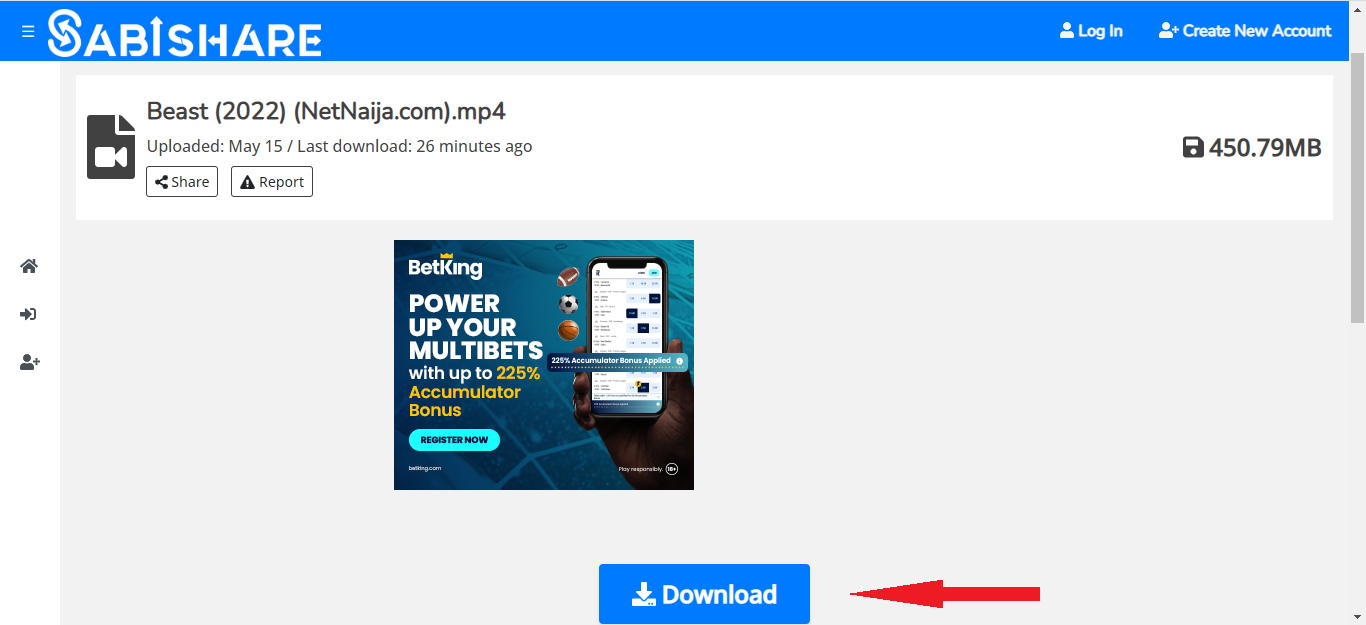 SABISHARE
Log In
Create New Account
Beast (2022) (NetNaija.com).mp4
Uploaded: May 15 / Last download: 26 minutes ago
450.79MB
Share
Report
BetKing
POWER
UP YOUR
MULTIBETS
with up to 225%
Accumulator
Bonus
225% Accumulator Bonus Applied
REGISTER NOW
betking.com
Play responsibly. 18+
Download